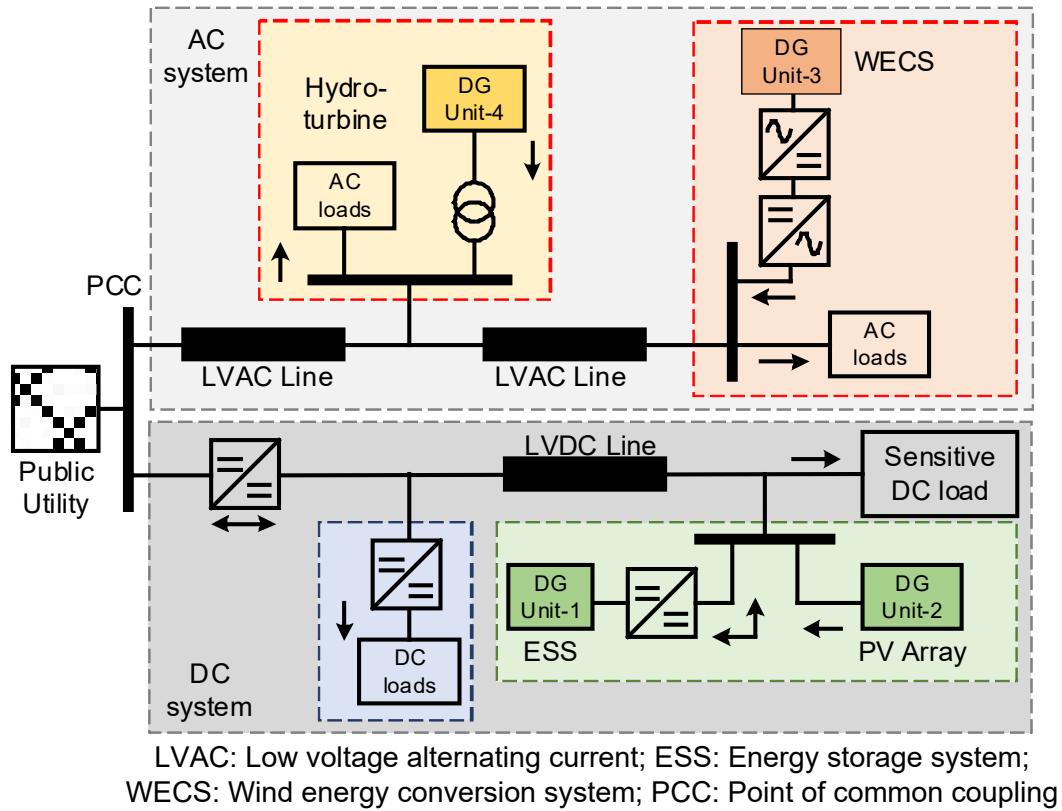 AC
system
Hydro-
turbine
DG
Unit-4
AC
loads
DG
Unit-3
WECS
PCC
LVAC Line
LVAC Line
AC
loads
Public
Utility
LVDC Line
Sensitive
DC load
DG
Unit-1
ESS
DG
Unit-2
PV Array
DC
loads
DC
system
LVAC: Low voltage alternating current; ESS: Energy storage system;
WECS: Wind energy conversion system; PCC: Point of common coupling